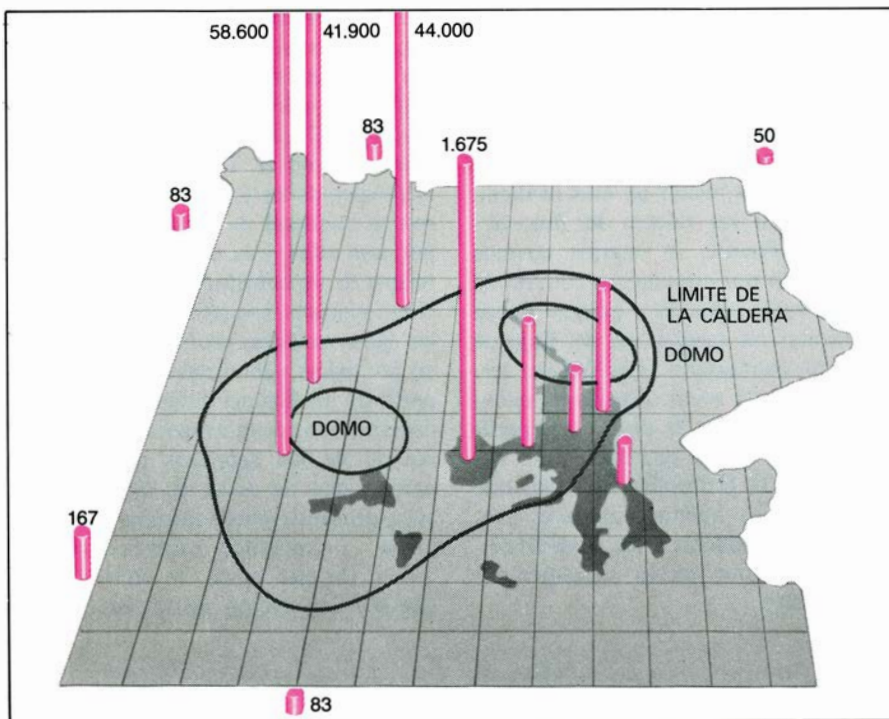 58.600
41.900
44.000
83
1.675
50
83
LIMITE DE
LA CALDERA
DOMO
DOMO
167
83